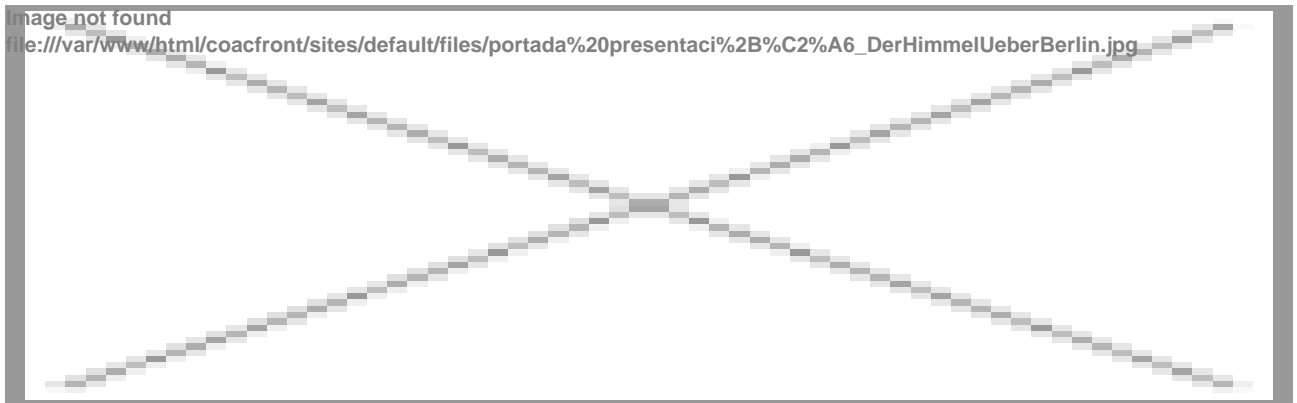 Image not found
file:///var/www/html/coacfront/sites/default/files/portada%20presentaci%2B%C2%A6_DerHimmelUeberBerlin.jpg